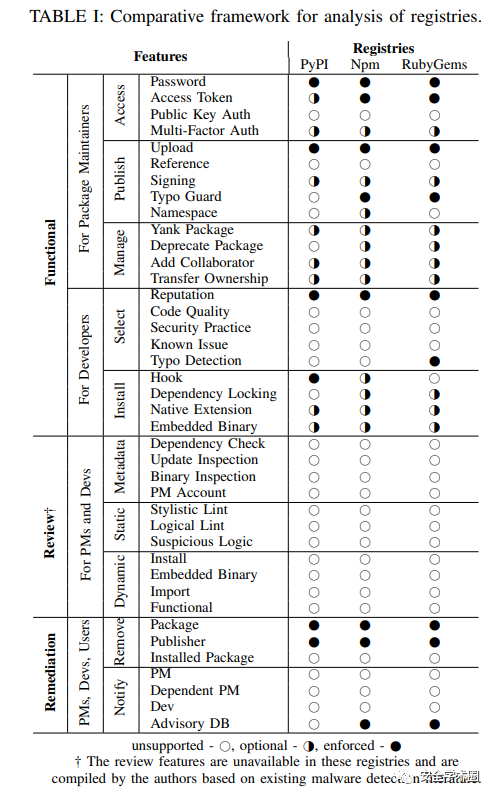 TABLE I: Comparative framework for analysis of registries.
Features Registries
PyPI Npm RubyGems
Functional
For Package Maintainers
Access
Password ● ● ●
Access Token ◑ ● ●
Public Key Auth ○ ○ ○
Multi-Factor Auth ◑ ◑ ◑
Publish
Upload ● ● ●
Reference ○ ○ ○
Signing ◑ ◑ ◑
Typo Guard ○ ● ●
Namespace ○ ◑ ○
Manage
Yank Package ◑ ◑ ◑
Deprecate Package ○ ◑ ◑
Add Collaborator ◑ ◑ ◑
Transfer Ownership ◑ ◑ ◑
For Developers
Select
Reputation ● ● ●
Code Quality ○ ○ ○
Security Practice ○ ○ ○
Known Issue ○ ○ ○
Typo Detection ○ ○ ●
Install
Hook ● ◑ ○
Dependency Locking ○ ◑ ◑
Native Extension ◑ ◑ ◑
Embedded Binary ◑ ◑ ◑
Review†
For PMs and Devs
Metadata
Dependency Check ○ ○ ○
Update Inspection ○ ○ ○
Binary Inspection ○ ○ ○
PM Account ○ ○ ○
Static
Stylistic Lint ○ ○ ○
Logical Lint ○ ○ ○
Suspicious Logic ○ ○ ○
Dynamic
Install ○ ○ ○
Embedded Binary ○ ○ ○
Import ○ ○ ○
Functional ○ ○ ○
Remediation
PMs, Devs, Users
Remove
Package ● ● ●
Publisher ● ● ●
Installed Package ○ ○ ○
Notify
PM ○ ○ ○
Dependent PM ○ ○ ○
Dev ○ ○ ○
Advisory DB ○ ● ●
unsupported - ○, optional - ◑, enforced - ●
† The review features are unavailable in these registries and are
compiled by the authors based on existing malware
安全学术圈